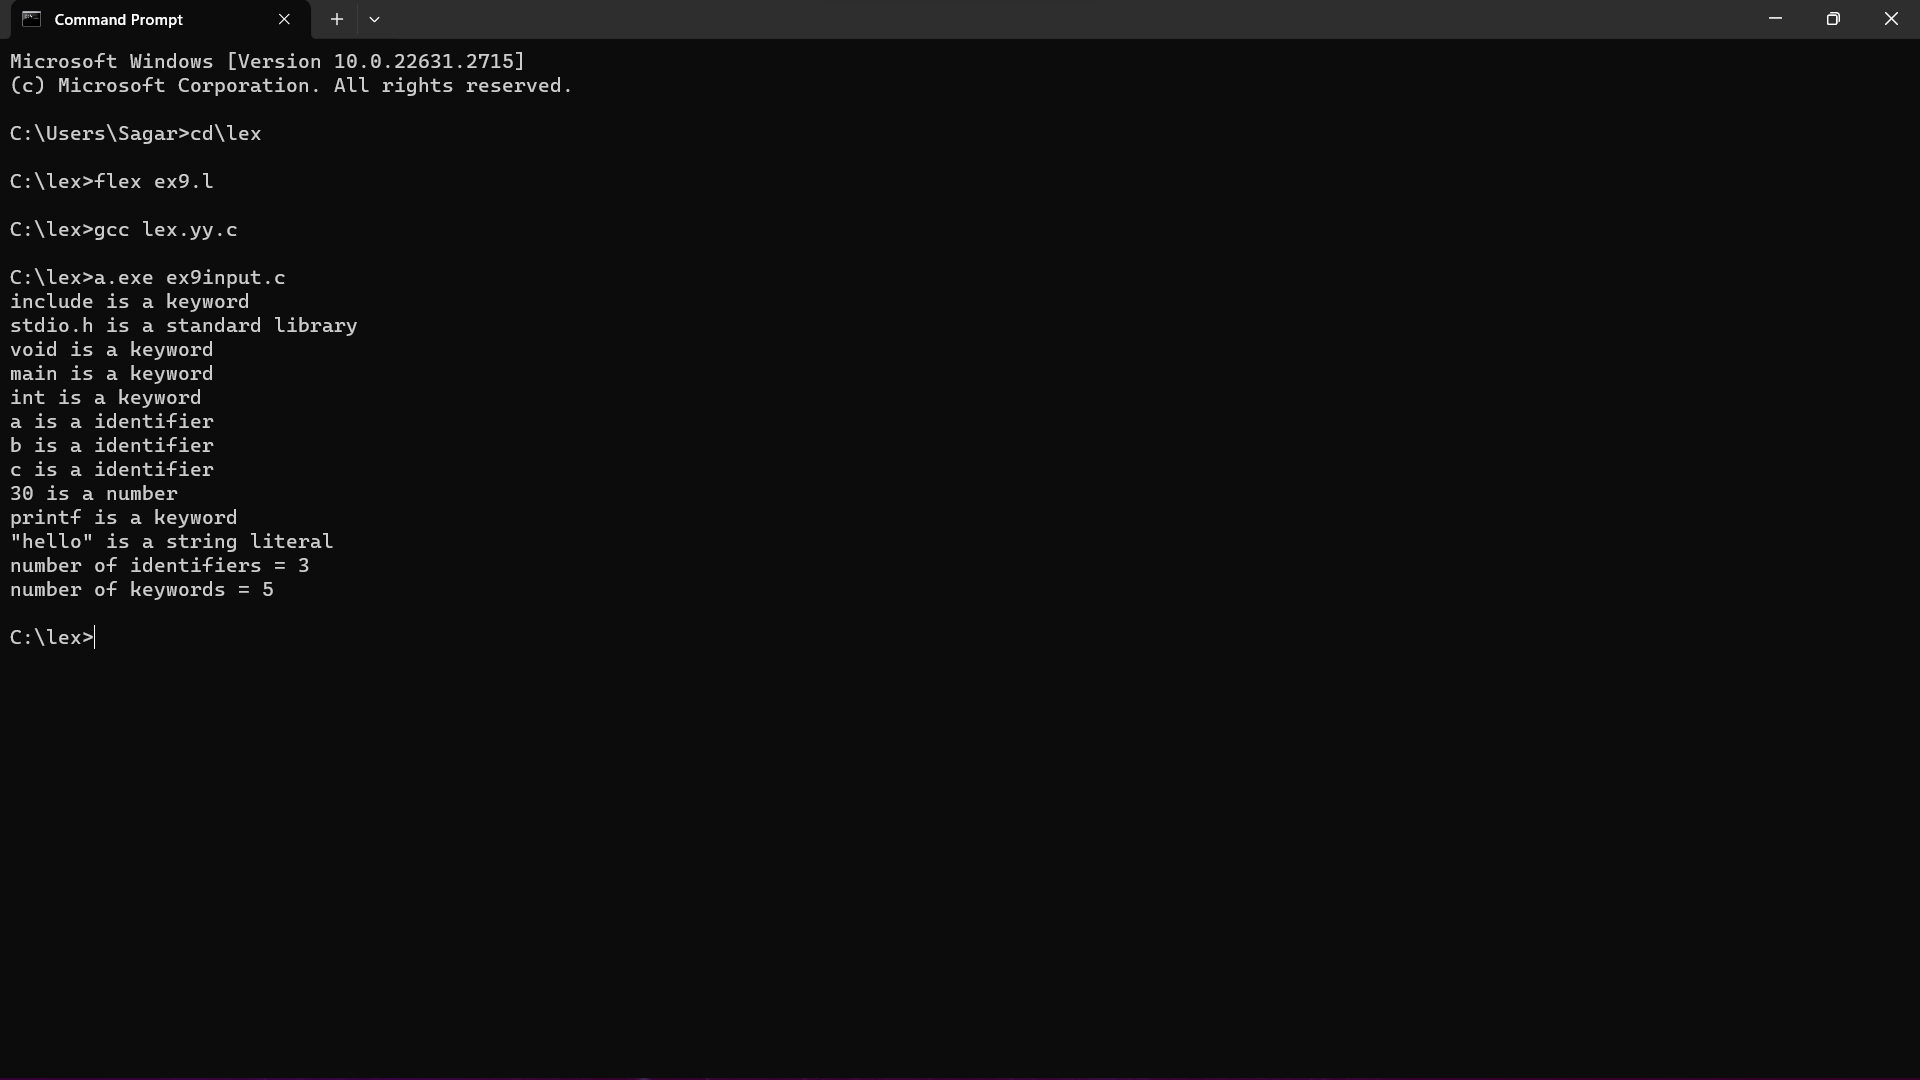 Command Prompt
Microsoft Windows [Version 10.0.22631.2715]
(c) Microsoft Corporation. All rights reserved.
C:\Users\Sagar>cd\lex
C:\lex>flex ex9.l
C:\lex>gcc lex.yy.c
C:\lex>a.exe ex9input.c
include is a keyword
stdio.h is a standard library
void is a keyword
main is a keyword
int is a keyword
a is a identifier
b is a identifier
c is a identifier
30 is a number
printf is a keyword
"hello" is a string literal
number of identifiers = 3
number of keywords = 5
C:\lex>